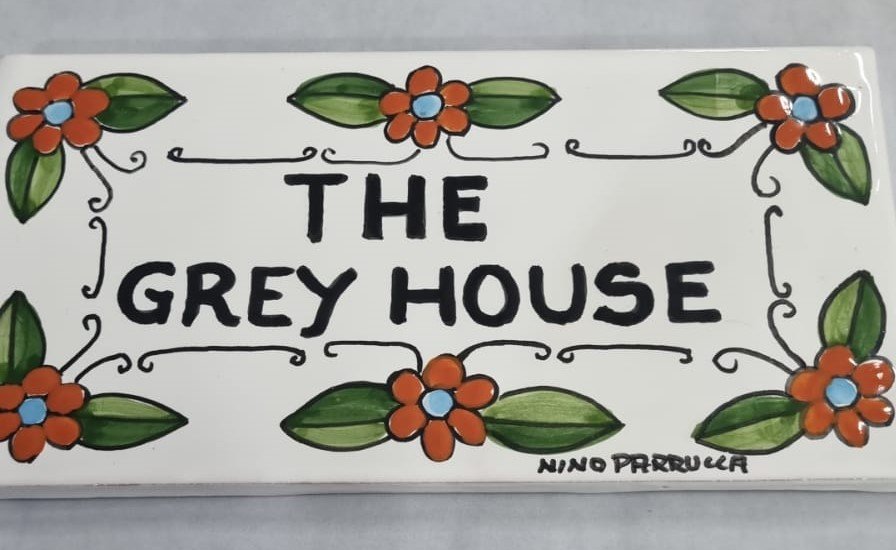 THE
GREY HOUSE
NINO PARRUCCA